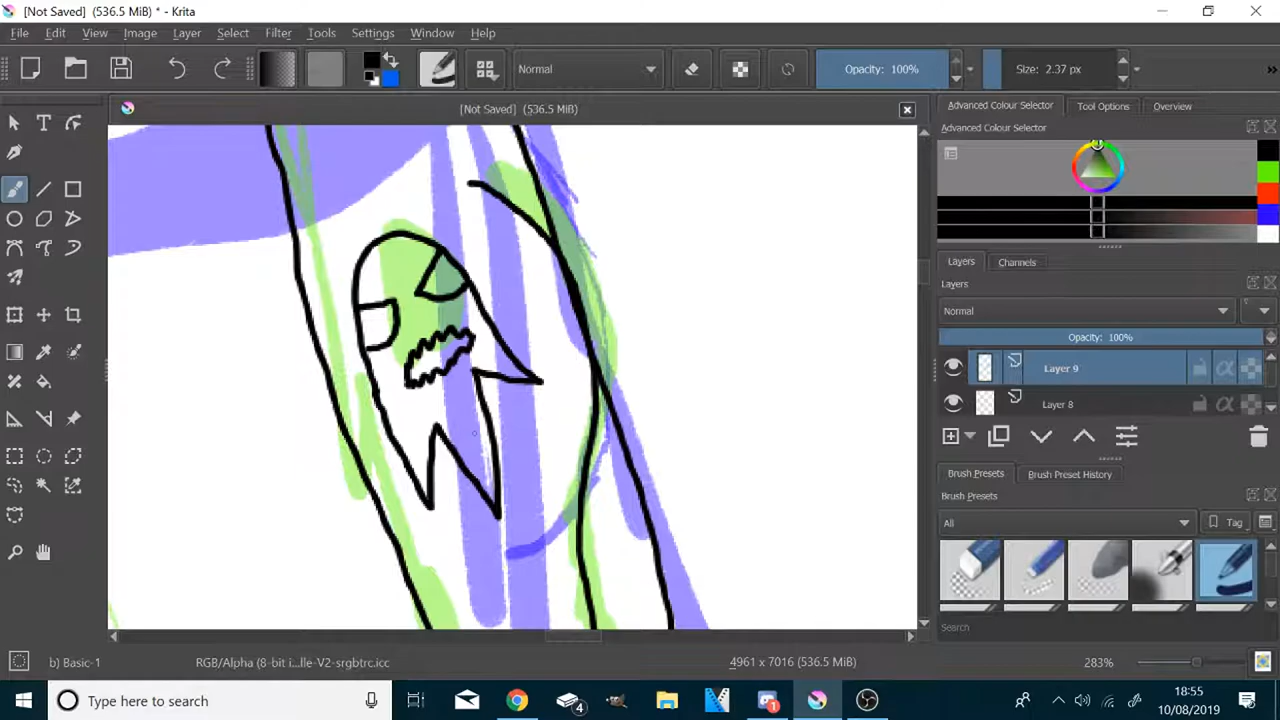 [Not Saved] (536.5 MiB) * - Krita
File Edit View Image Layer Select Filter Tools Settings Window Help
Normal Opacity: 100% Size: 2.37 px »
[Not Saved] (536.5 MiB)
Advanced Colour Selector Tool Options Overview
Advanced Colour Selector
Layers Channels
Layers
Normal
Opacity: 100%
Layer 9
Layer 8
Brush Presets Brush Preset History
Brush Presets
All Tag
Search
b) Basic-1 RGB/Alpha (8-bit i...lle-V2-srgbtrc.icc 4961 x 7016 (536.5 MiB) 283%
Type here to search 4 1 18:55
10/08/2019